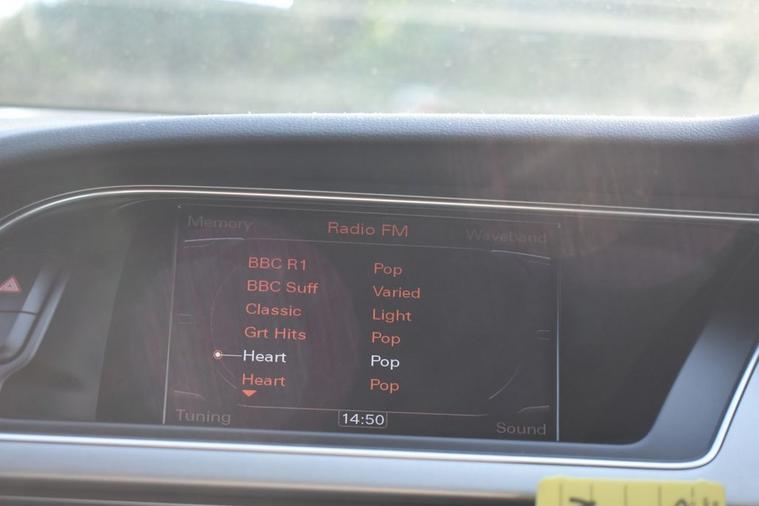 Memory Radio FM Waveband
BBC R1 Pop
BBC Suff Varied
Classic Light
Grt Hits Pop
Heart Pop
Heart Pop
Tuning 14:50 Sound